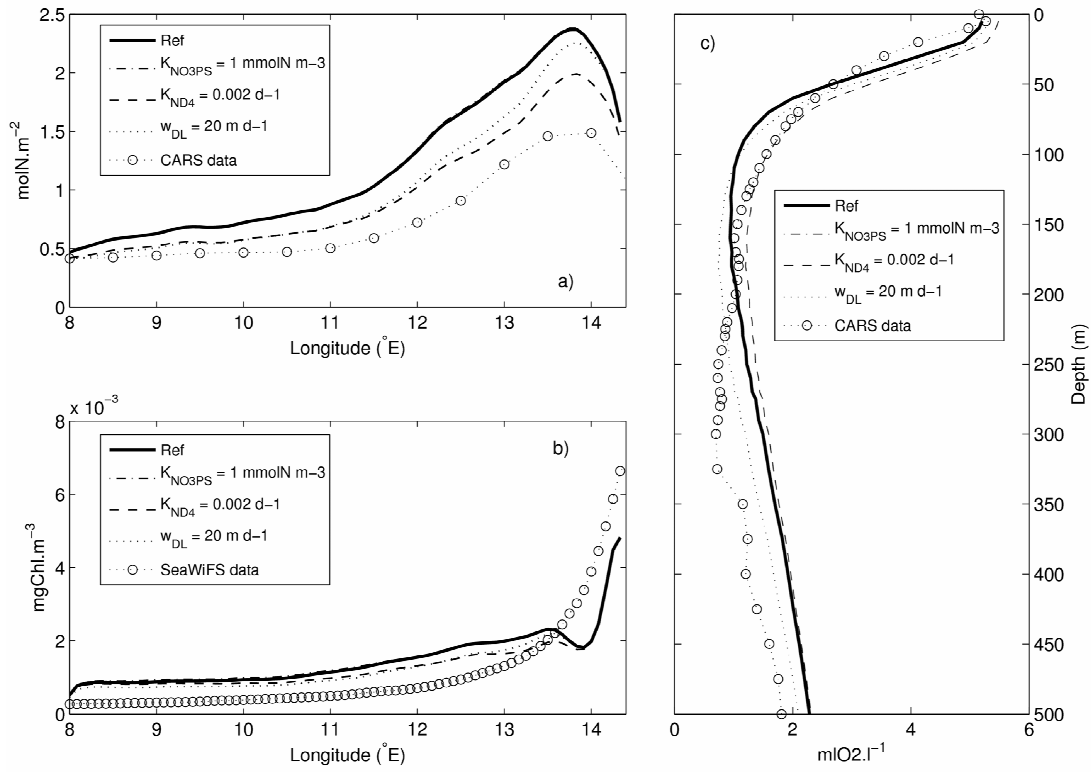 2.5
2
1.5
1
0.5
0
molN.m−2
Ref
K_NO3PS = 1 mmolN m−3
K_ND4 = 0.002 d−1
w_DL = 20 m d−1
CARS data
a)
8 9 10 11 12 13 14
Longitude (°E)
x 10−3
8
6
4
2
0
mgChl.m−3
Ref
K_NO3PS = 1 mmolN m−3
K_ND4 = 0.002 d−1
w_DL = 20 m d−1
SeaWiFS data
b)
8 9 10 11 12 13 14
Longitude (°E)
c)
Ref
K_NO3PS = 1 mmolN m−3
K_ND4 = 0.002 d−1
w_DL = 20 m d−1
CARS data
0
50
100
150
200
250
300
350
400
450
500
Depth (m)
0 2 4 6
mlO2.l−1